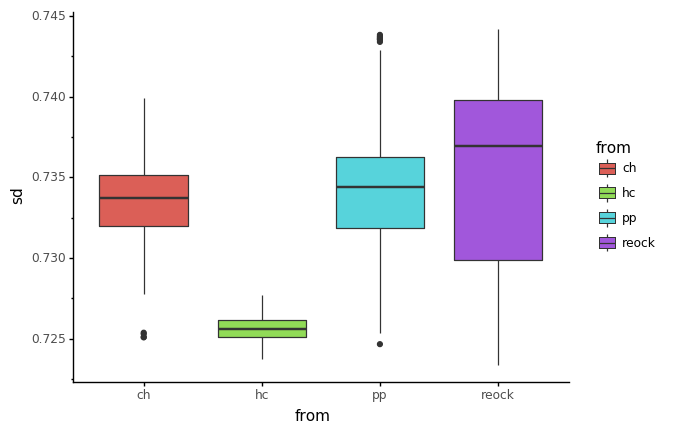 0.745
0.740
0.735
0.730
0.725
sd
ch hc pp reock
from
from
ch
hc
pp
reock